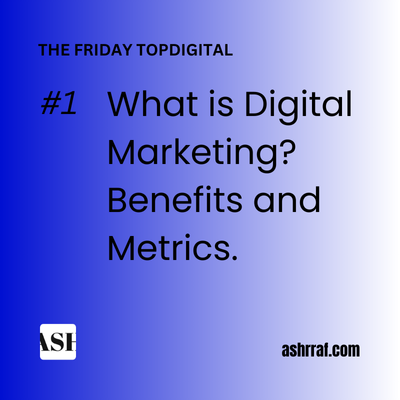 THE FRIDAY TOPDIGITAL
#1 What is Digital
Marketing?
Benefits and
Metrics.
ASH
ashrraf.com